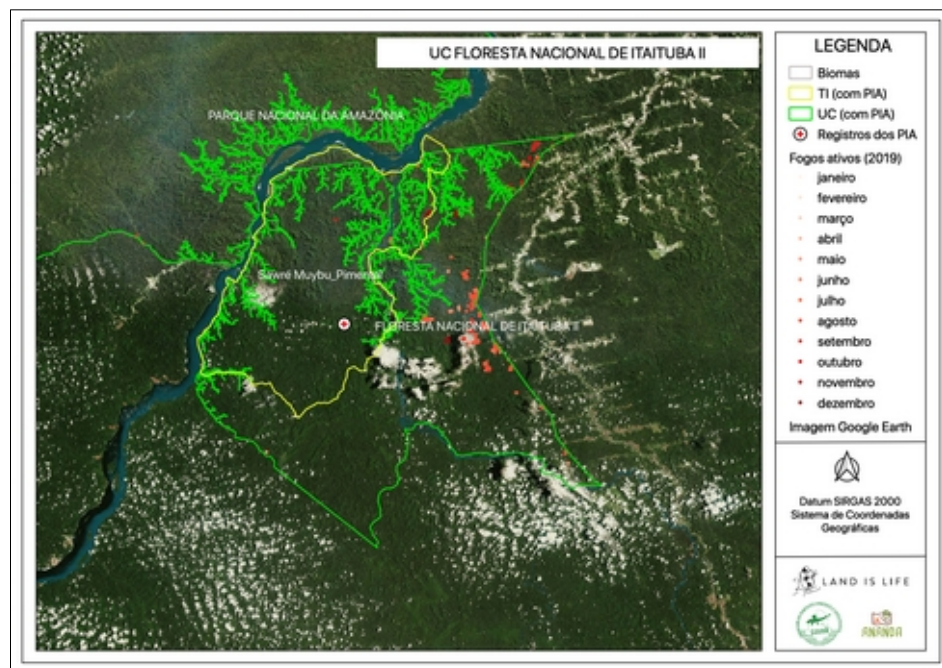 UC FLORESTA NACIONAL DE ITAITUBA II
PARQUE NACIONAL DA AMAZÔNIA
Sawré Muybu_Pimental
FLORESTA NACIONAL DE ITAITUBA II
LEGENDA
Biomas
TI (com PIA)
UC (com PIA)
Registros dos PIA
Fogos ativos (2019)
janeiro
fevereiro
março
abril
maio
junho
julho
agosto
setembro
outubro
novembro
dezembro
Imagem Google Earth
Datum SIRGAS 2000
Sistema de Coordenadas
Geográficas
LAND IS LIFE
ANANDA